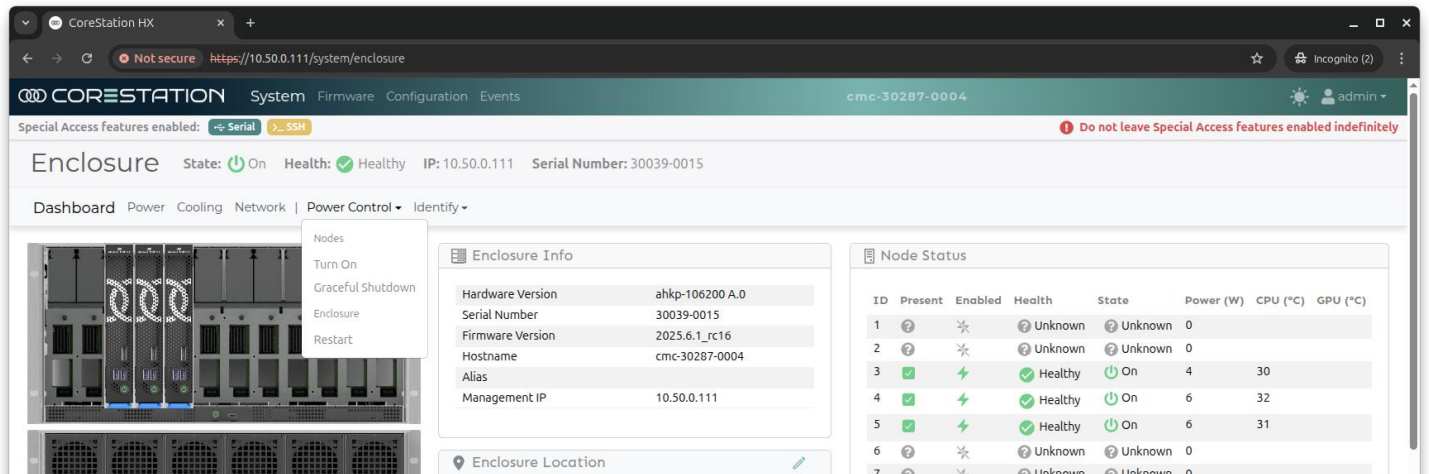 CoreStation HX
Not secure https://10.50.0.111/system/enclosure
Incognito (2)
CORESTATION System Firmware Configuration Events cmc-30287-0004 admin
Special Access features enabled: Serial >_ SSH Do not leave Special Access features enabled indefinitely
Enclosure State: On Health: Healthy IP: 10.50.0.111 Serial Number: 30039-0015
Dashboard Power Cooling Network | Power Control Identify
Nodes
Turn On
Graceful Shutdown
Enclosure
Restart
Enclosure Info
Hardware Version ahkp-106200 A.0
Serial Number 30039-0015
Firmware Version 2025.6.1_rc16
Hostname cmc-30287-0004
Alias
Management IP 10.50.0.111
Enclosure Location
Node Status
ID Present Enabled Health State Power (W) CPU (°C) GPU (°C)
1 Unknown Unknown 0
2 Unknown Unknown 0
3 Healthy On 4 30
4 Healthy On 6 32
5 Healthy On 6 31
6 Unknown Unknown 0
7 Unknown Unknown 0